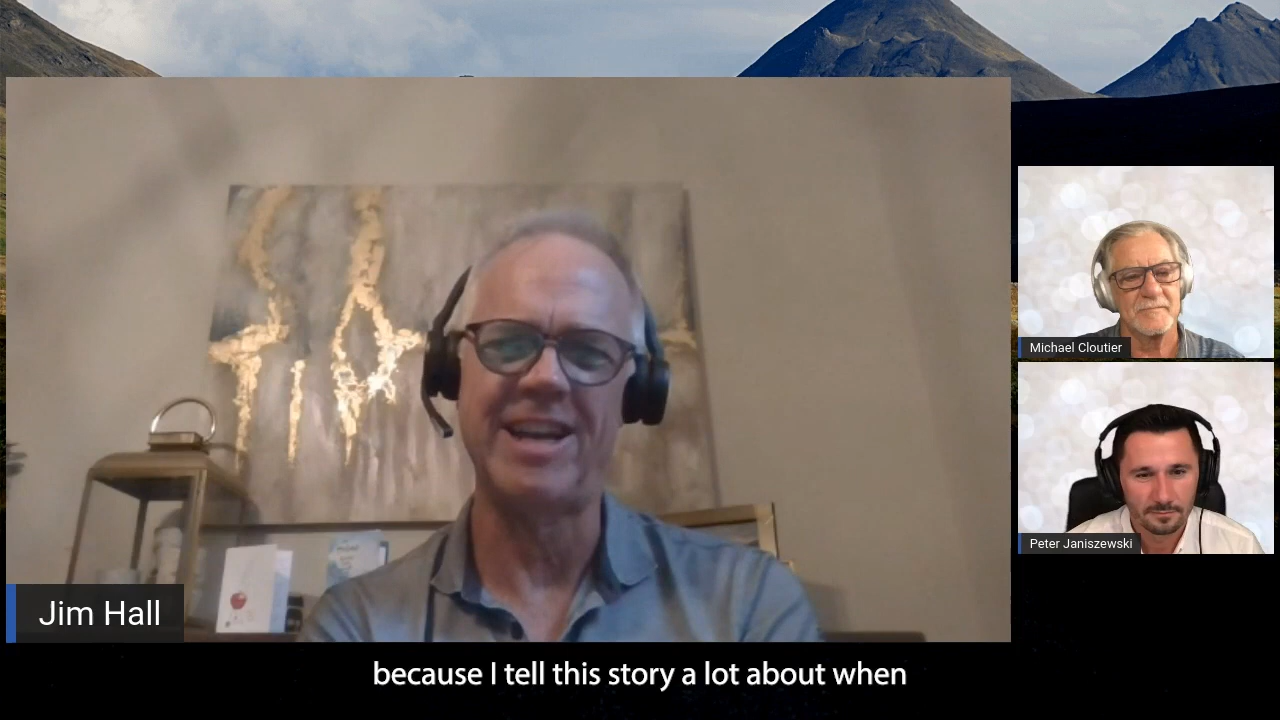 Michael Cloutier
Peter Janiszewski
Jim Hall
because I tell this story a lot about when